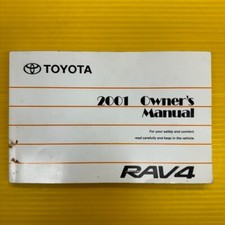 TOYOTA
2001 Owner's
Manual
For your safety and comfort
read carefully and keep in the vehicle.
RAV4